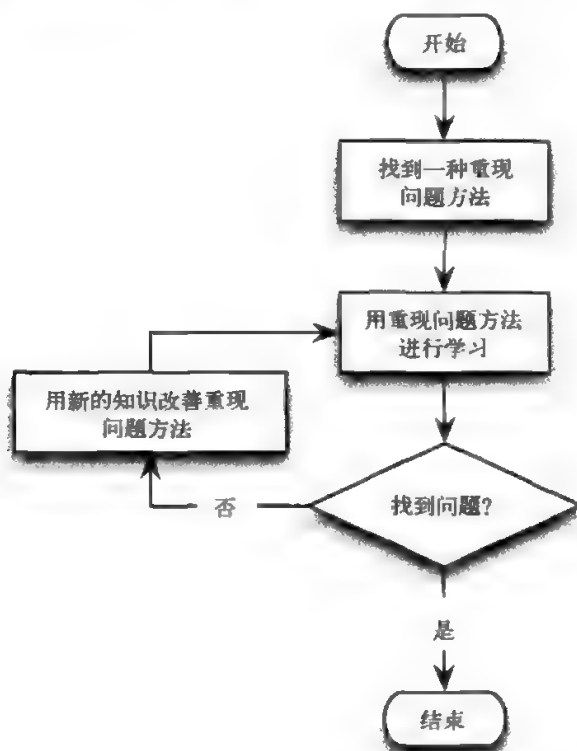 开始
找到一种重现
问题方法
用重现问题方法
进行学习
用新的知识改善重现
问题方法
找到问题?
否
是
结束